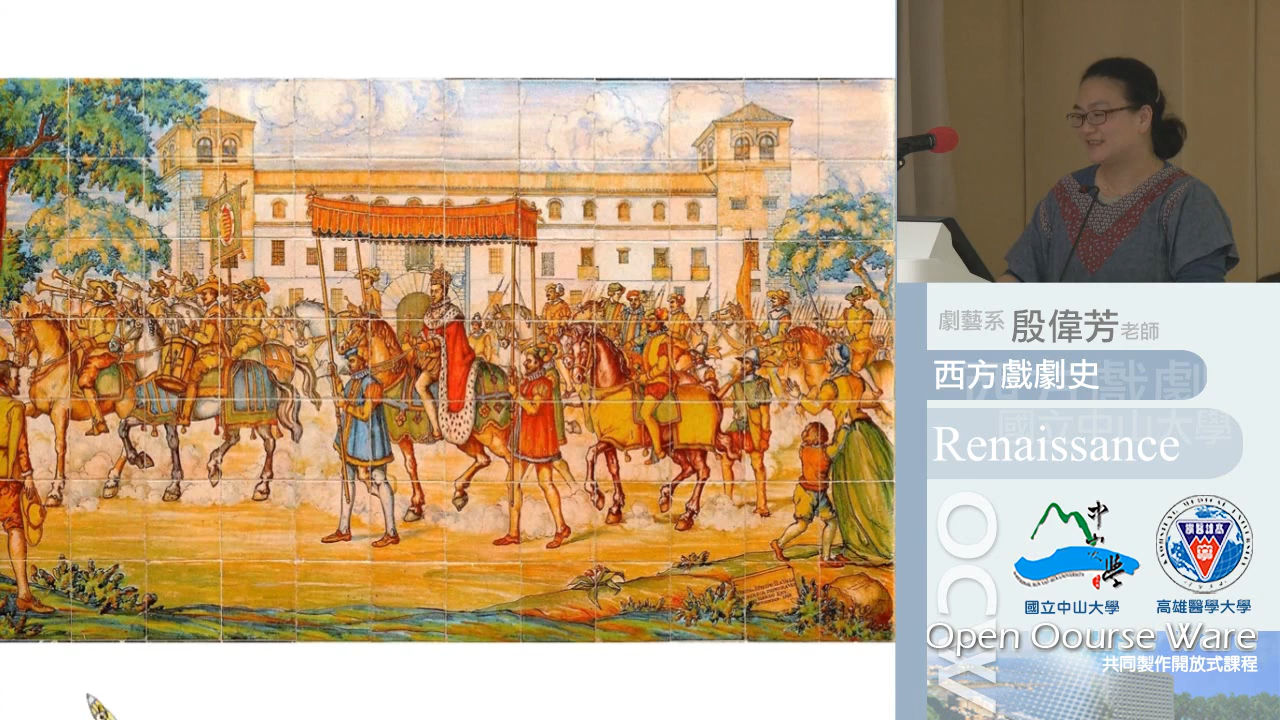 劇藝系 殷偉芳老師
西方戲劇史
Renaissance
OCW
國立中山大學
高雄醫學大學
Open Oourse Ware
共同製作開放式課程